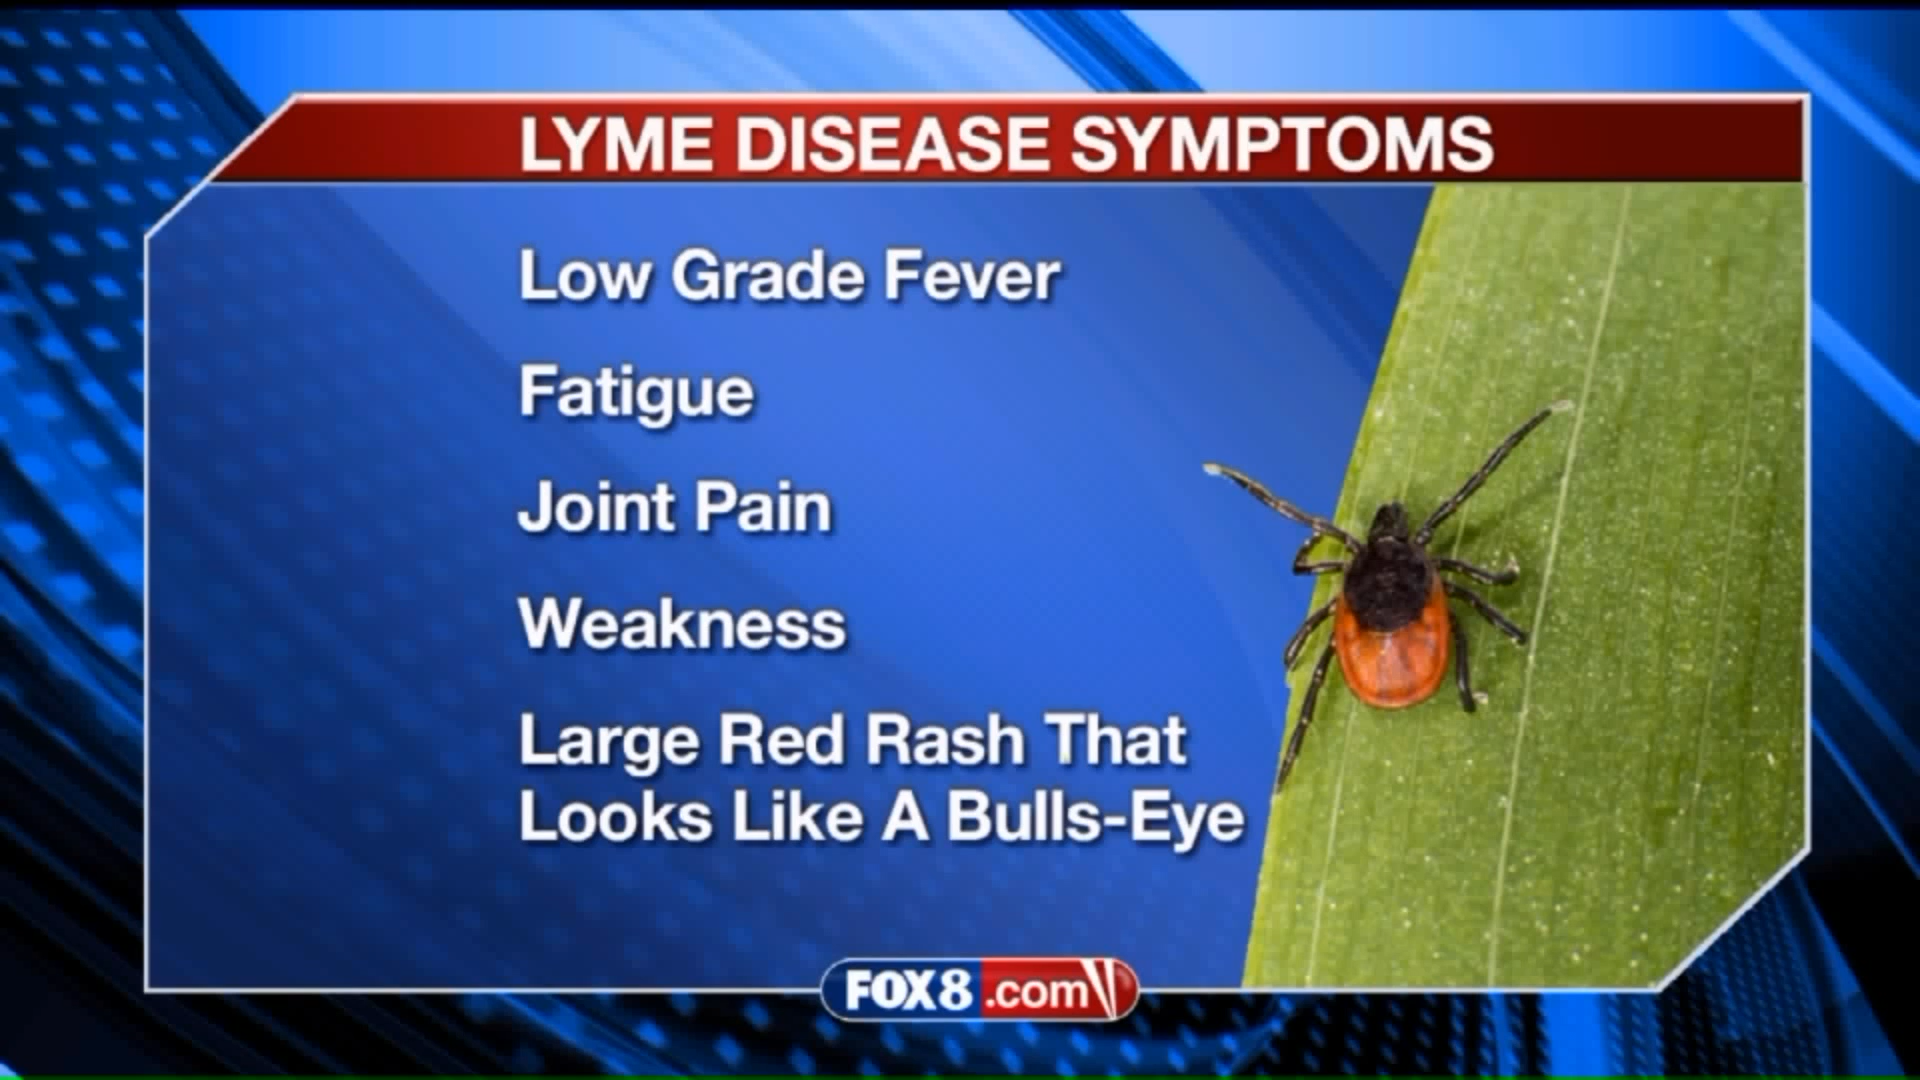 LYME DISEASE SYMPTOMS
Low Grade Fever
Fatigue
Joint Pain
Weakness
Large Red Rash That
Looks Like A Bulls-Eye
FOX8.com